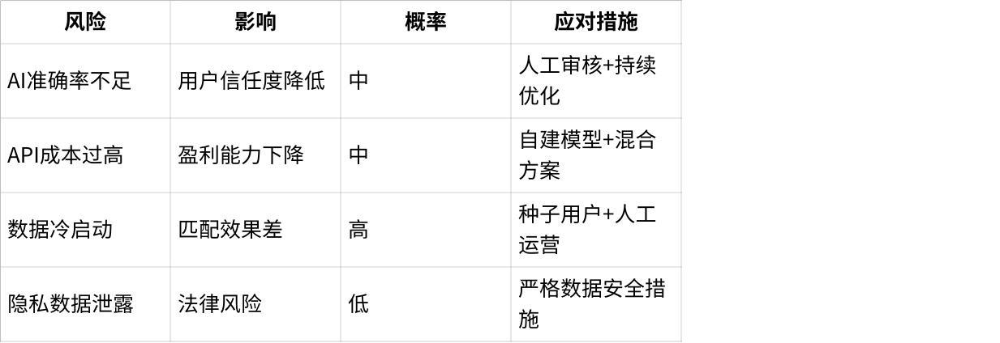 风险 影响 概率 应对措施
AI准确率不足 用户信任度降低 中 人工审核+持续
优化
API成本过高 盈利能力下降 中 自建模型+混合
方案
数据冷启动 匹配效果差 高 种子用户+人工
运营
隐私数据泄露 法律风险 低 严格数据安全措
施